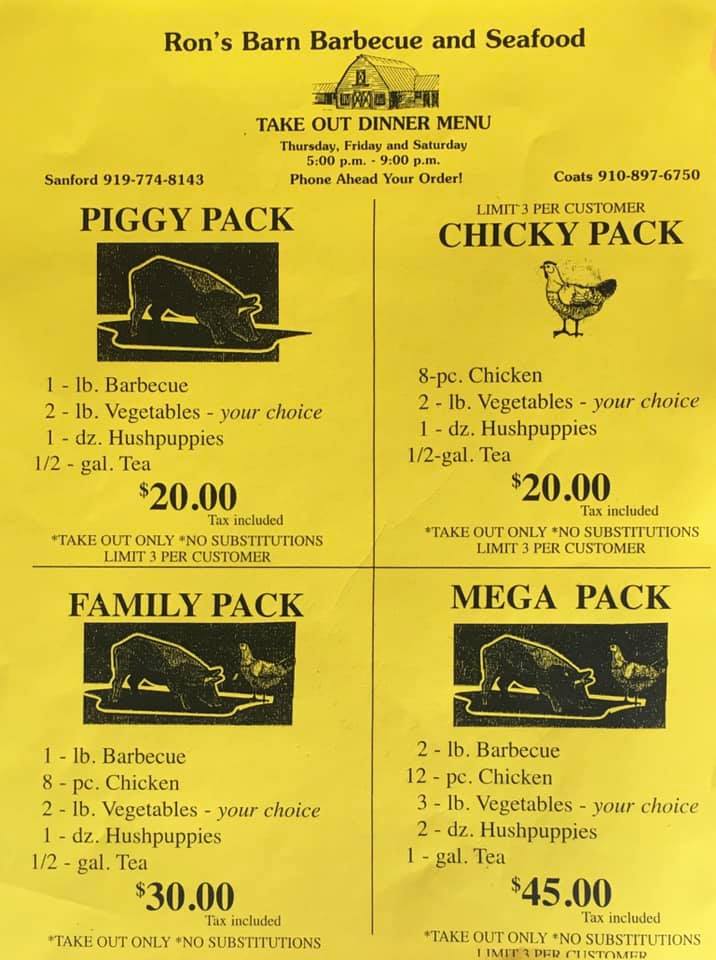 Ron's Barn Barbecue and Seafood
TAKE OUT DINNER MENU
Thursday, Friday and Saturday
5:00 p.m. - 9:00 p.m.
Sanford 919-774-8143
Phone Ahead Your Order!
Coats 910-897-6750
PIGGY PACK
1 - lb. Barbecue
2 - lb. Vegetables - your choice
1 - dz. Hushpuppies
1/2 - gal. Tea
$20.00
Tax included
*TAKE OUT ONLY *NO SUBSTITUTIONS
LIMIT 3 PER CUSTOMER
LIMIT 3 PER CUSTOMER
CHICKY PACK
8-pc. Chicken
2 - lb. Vegetables - your choice
1 - dz. Hushpuppies
1/2-gal. Tea
$20.00
Tax included
*TAKE OUT ONLY *NO SUBSTITUTIONS
LIMIT 3 PER CUSTOMER
FAMILY PACK
1 - lb. Barbecue
8 - pc. Chicken
2 - lb. Vegetables - your choice
1 - dz. Hushpuppies
1/2 - gal. Tea
$30.00
Tax included
*TAKE OUT ONLY *NO SUBSTITUTIONS
MEGA PACK
2 - lb. Barbecue
12 - pc. Chicken
3 - lb. Vegetables - your choice
2 - dz. Hushpuppies
1 - gal. Tea
$45.00
Tax included
*TAKE OUT ONLY *NO SUBSTITUTIONS
LIMIT 3 PER CUSTOMER